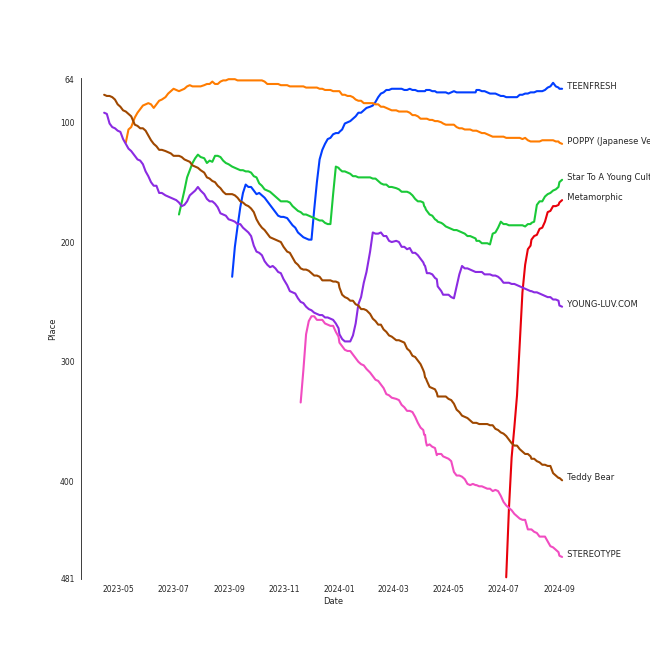 64
100
200
300
400
481
Place
2023-05
2023-07
2023-09
2023-11
2024-01
2024-03
2024-05
2024-07
2024-09
Date
TEENFRESH
POPPY (Japanese Ve
Star To A Young Cult
Metamorphic
YOUNG-LUV.COM
Teddy Bear
STEREOTYPE